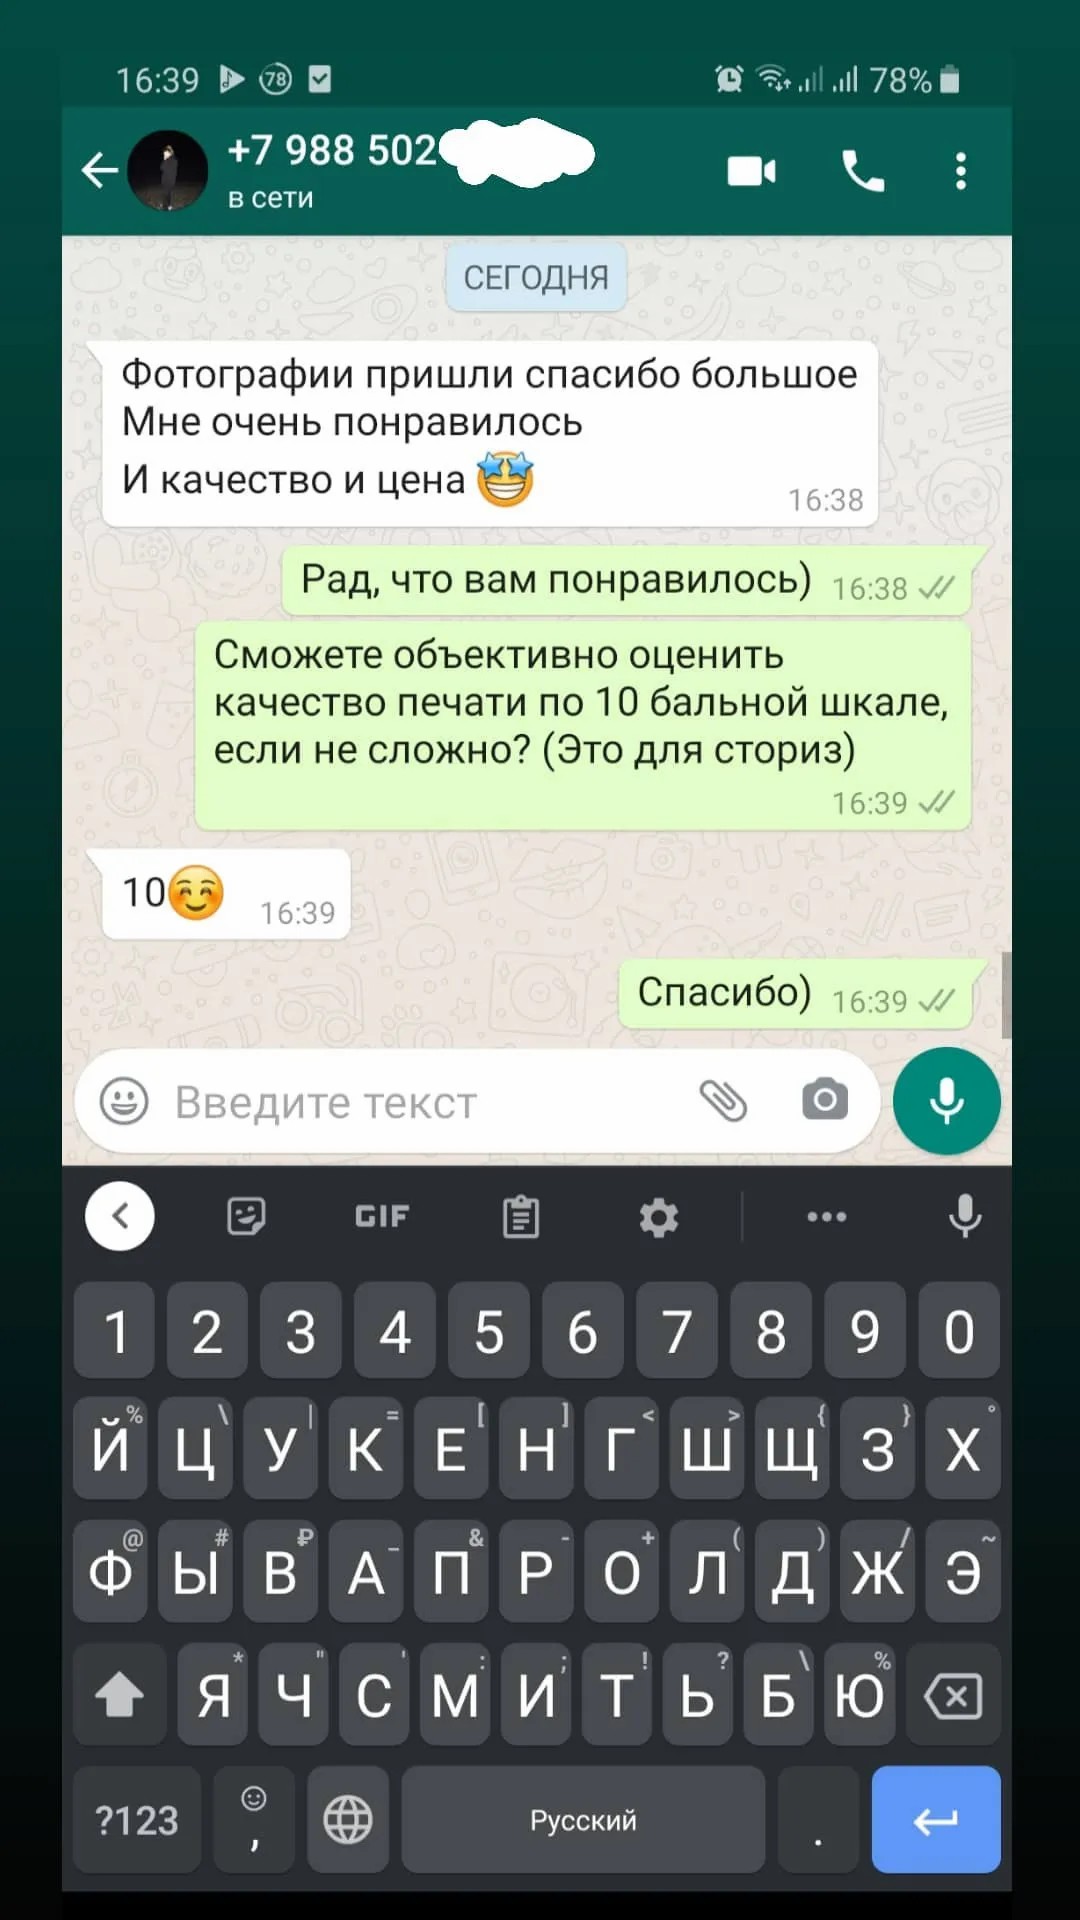 16:39 78 78%
+7 988 502
в сети
СЕГОДНЯ
Фотографии пришли спасибо большое
Мне очень понравилось
И качество и цена 🤩
16:38
Рад, что вам понравилось) 16:38
Сможете объективно оценить
качество печати по 10 бальной шкале,
если не сложно? (Это для сториз)
16:39
10☺️ 16:39
Спасибо) 16:39
Введите текст
GIF
1 2 3 4 5 6 7 8 9 0
% \ | = [ ] < > { } °
Й Ц У К Е Н Г Ш Щ З Х
@ # ₽ _ & - + ( ) / ~
Ф Ы В А П Р О Л Д Ж Э
* " ' : ; ! ? \ %
Я Ч С М И Т Ь Б Ю
?123 , Русский .